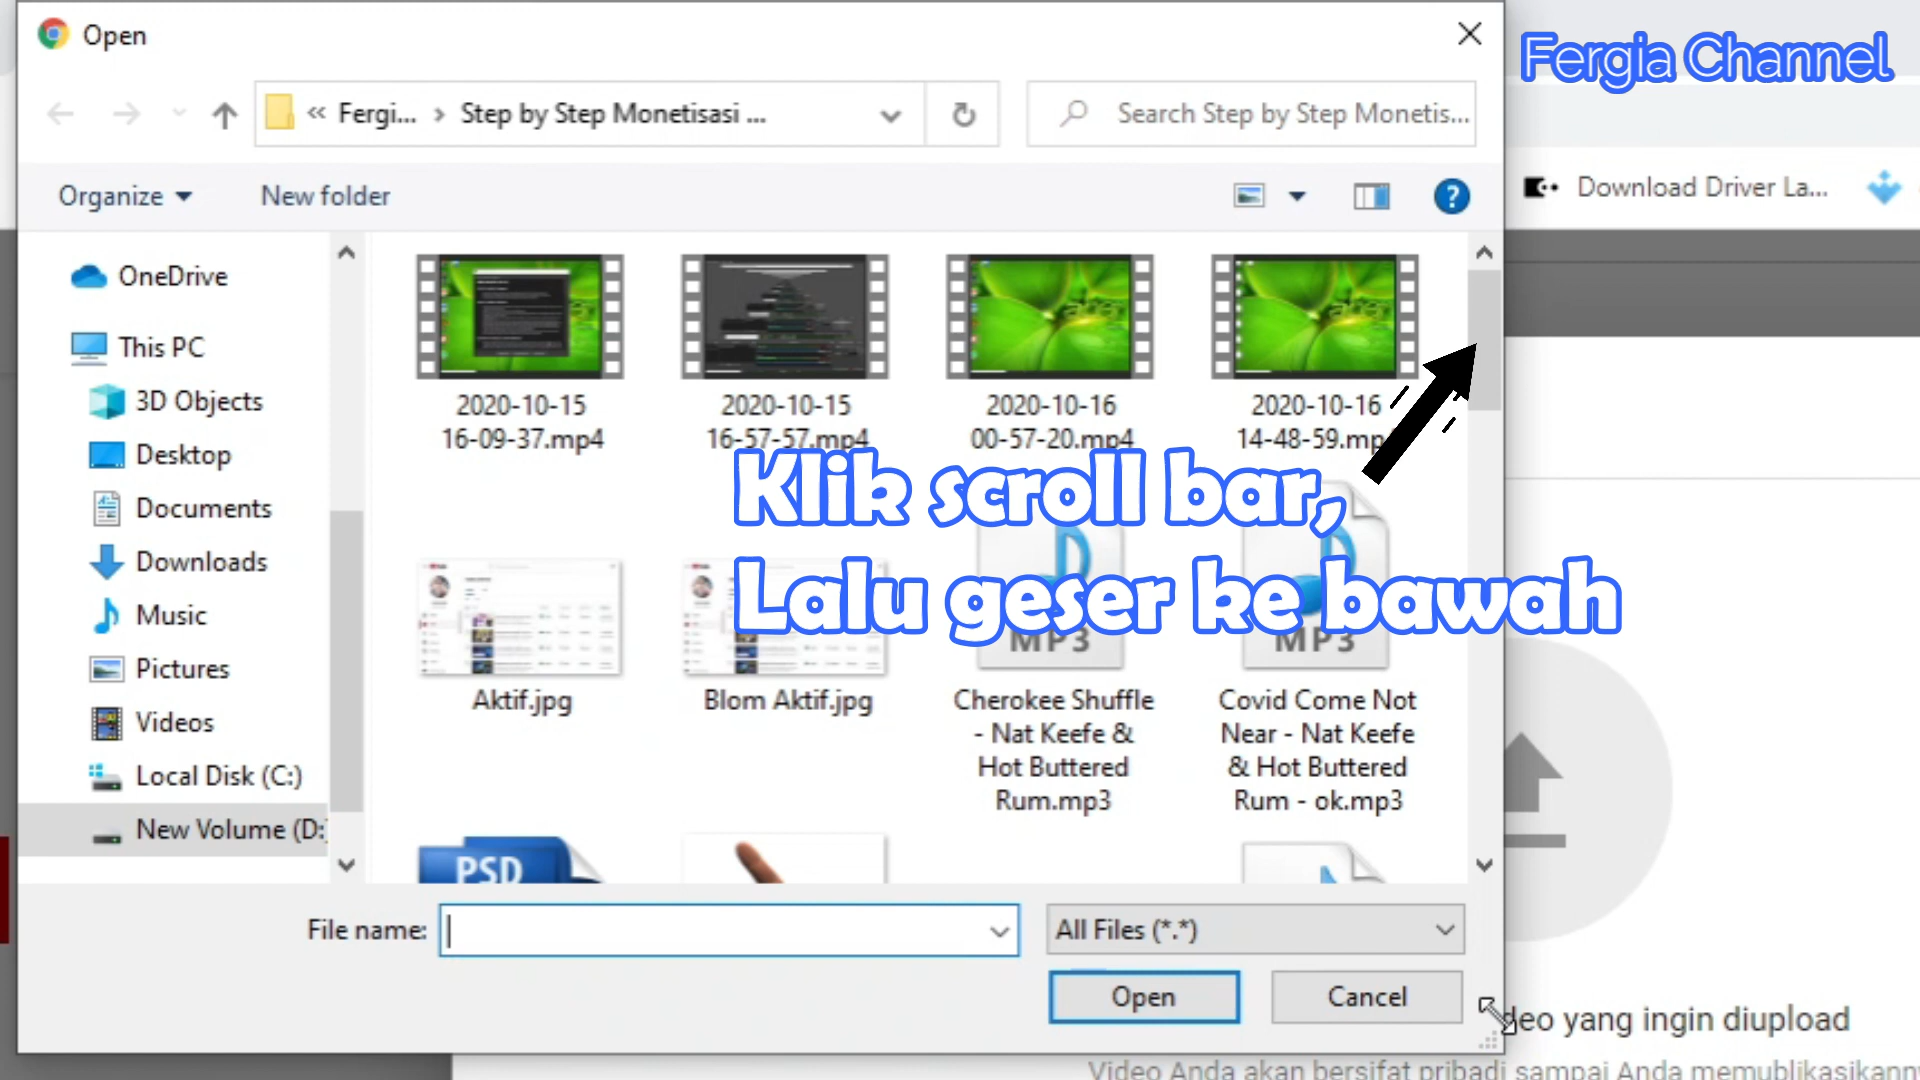 Open
Fergia Channel
« Fergi... › Step by Step Monetisasi ...
Search Step by Step Monetis...
Organize
New folder
?
Download Driver La...
OneDrive
This PC
3D Objects
Desktop
Documents
Downloads
Music
Pictures
Videos
Local Disk (C:)
New Volume (D:)
2020-10-15
16-09-37.mp4
2020-10-15
16-57-57.mp4
2020-10-16
00-57-20.mp4
2020-10-16
14-48-59.mp4
Klik scroll bar,
Lalu geser ke bawah
MP3
MP3
Aktif.jpg
Blom Aktif.jpg
Cherokee Shuffle
- Nat Keefe &
Hot Buttered
Rum.mp3
Covid Come Not
Near - Nat Keefe
& Hot Buttered
Rum - ok.mp3
PSD
File name:
All Files (*.*)
Open
Cancel
deo yang ingin diupload
Video Anda akan bersifat pribadi sampai Anda memublikasikann